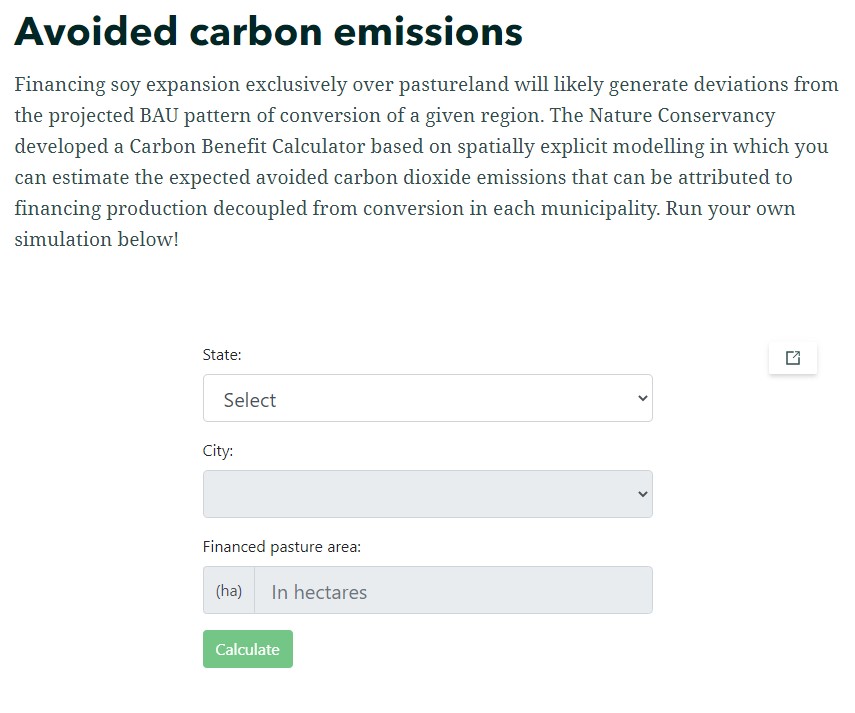 Avoided carbon emissions
Financing soy expansion exclusively over pastureland will likely generate deviations from
the projected BAU pattern of conversion of a given region. The Nature Conservancy
developed a Carbon Benefit Calculator based on spatially explicit modelling in which you
can estimate the expected avoided carbon dioxide emissions that can be attributed to
financing production decoupled from conversion in each municipality. Run your own
simulation below!
State:
Select
City:
Financed pasture area:
(ha) In hectares
Calculate